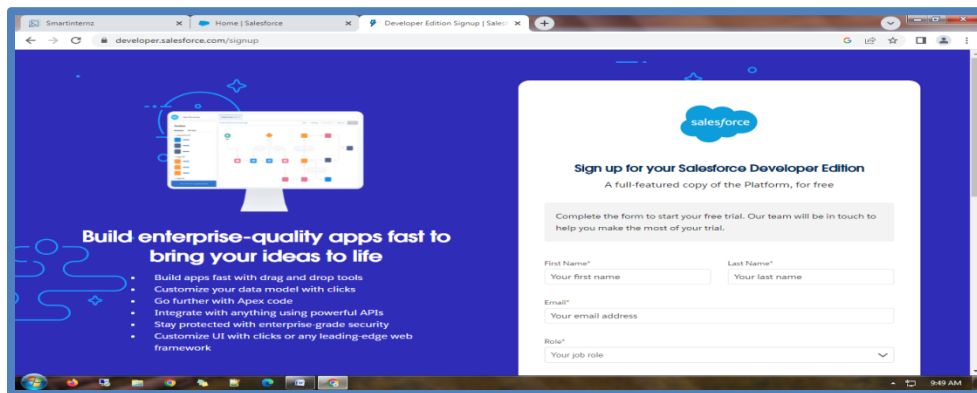 Smartinternz
Home | Salesforce
Developer Edition Signup | Salesf
developer.salesforce.com/signup
salesforce
Sign up for your Salesforce Developer Edition
A full-featured copy of the Platform, for free
Complete the form to start your free trial. Our team will be in touch to
help you make the most of your trial.
Build enterprise-quality apps fast to
bring your ideas to life
Build apps fast with drag and drop tools
Customize your data model with clicks
Go further with Apex code
Integrate with anything using powerful APIs
Stay protected with enterprise-grade security
Customize UI with clicks or any leading-edge web
framework
First Name* Last Name*
Your first name Your last name
Email*
Your email address
Role*
Your job role
9:49 AM